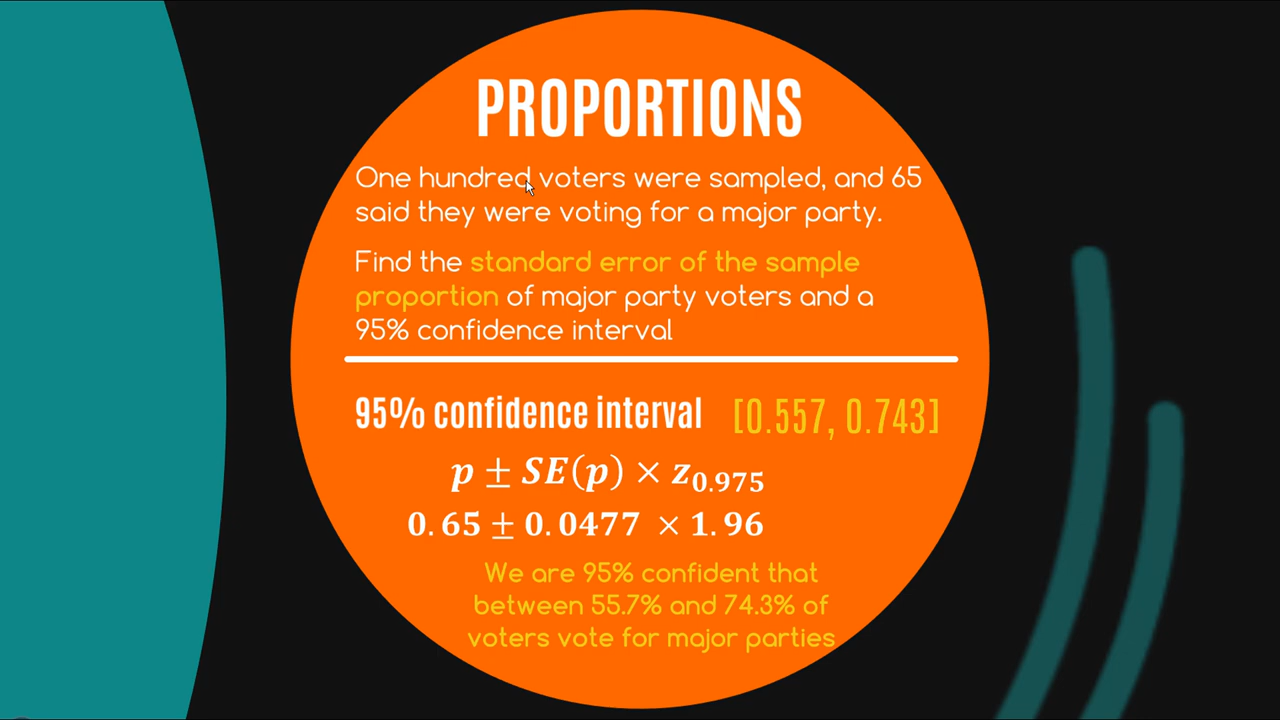 PROPORTIONS
One hundred voters were sampled, and 65
said they were voting for a major party.
Find the standard error of the sample
proportion of major party voters and a
95% confidence interval
95% confidence interval [0.557, 0.743]
p ± SE(p) × z₀.₉₇₅
0.65 ± 0.0477 × 1.96
We are 95% confident that
between 55.7% and 74.3% of
voters vote for major parties